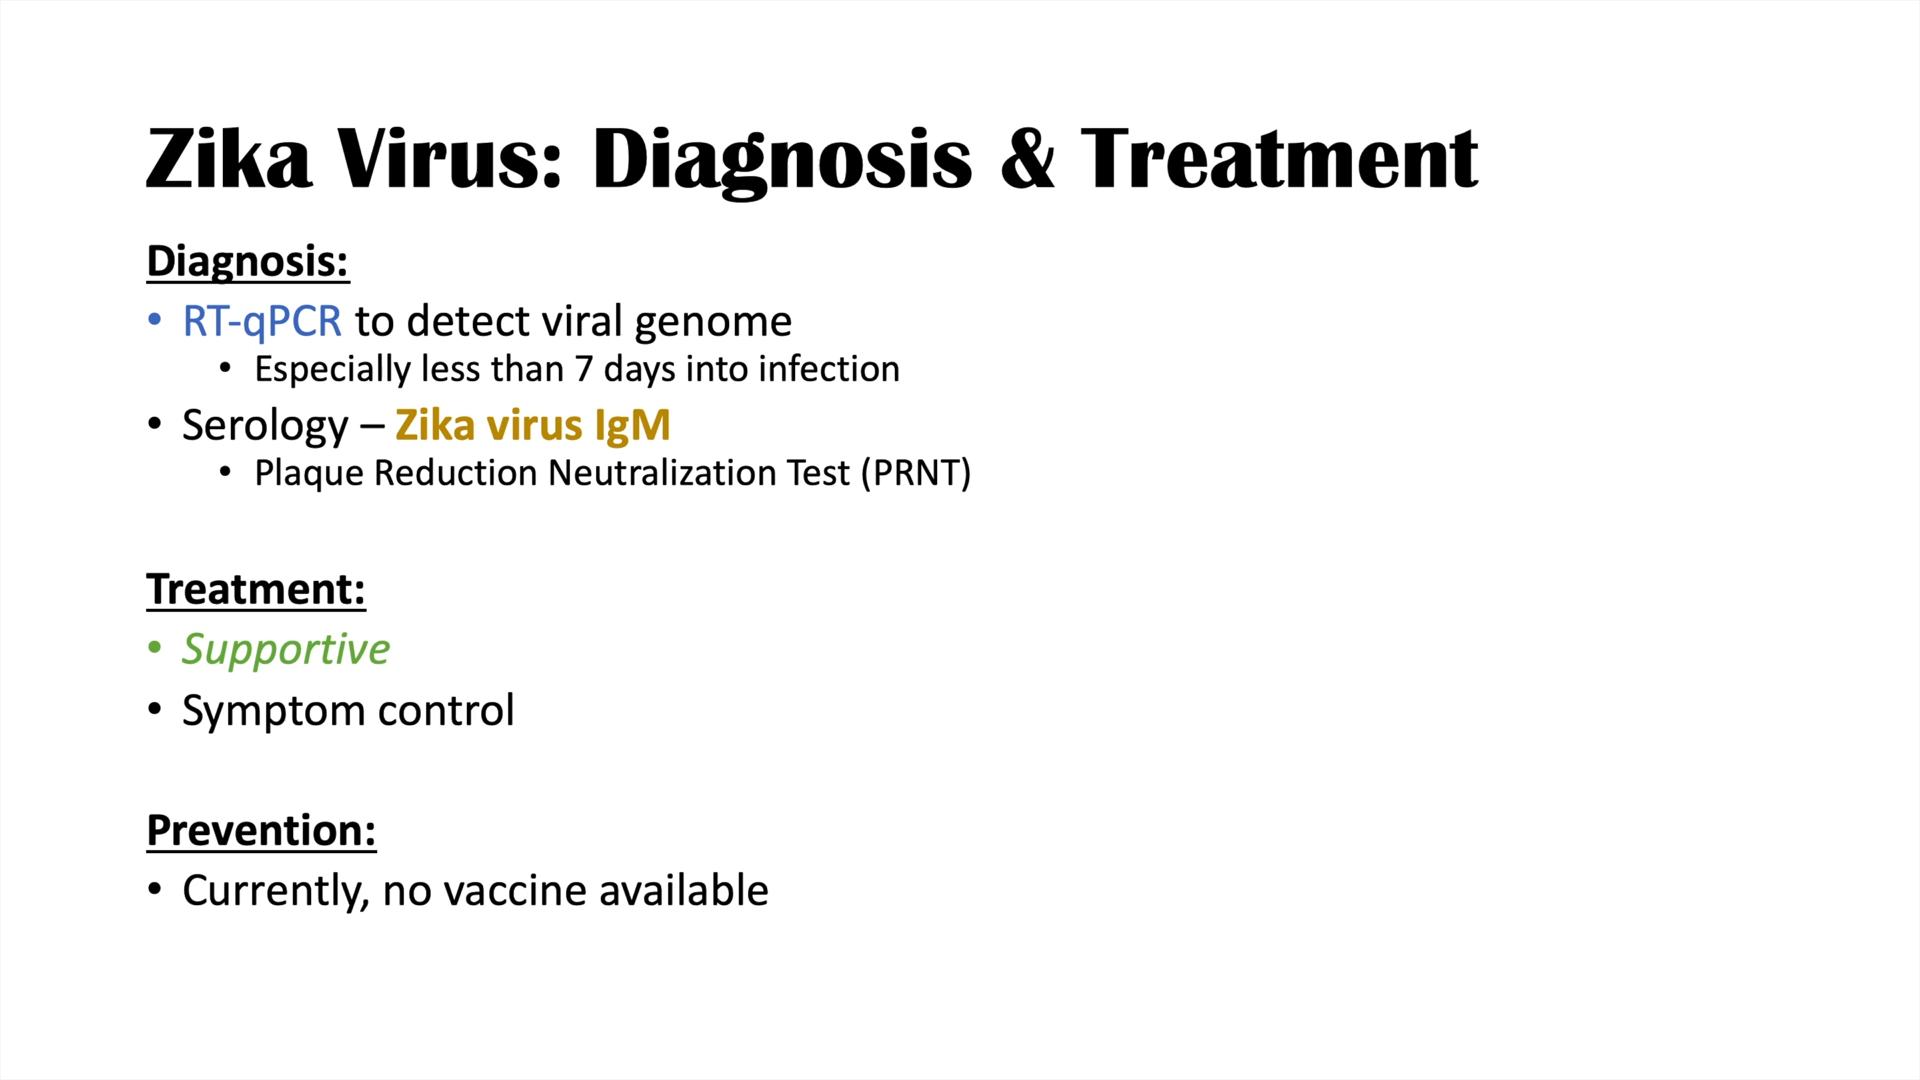 Zika Virus: Diagnosis & Treatment
Diagnosis:
• RT-qPCR to detect viral genome
• Especially less than 7 days into infection
• Serology – Zika virus IgM
• Plaque Reduction Neutralization Test (PRNT)
Treatment:
• Supportive
• Symptom control
Prevention:
• Currently, no vaccine available